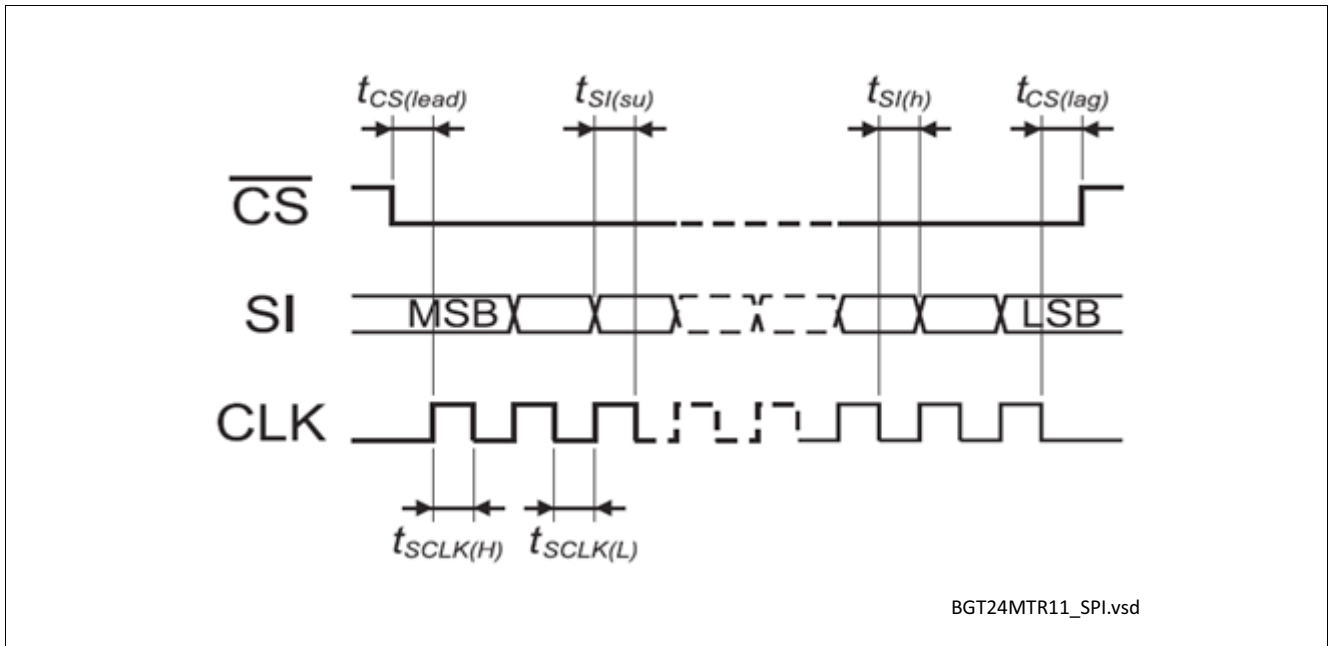 tCS(lead) tSI(su) tSI(h) tCS(lag)
CS
SI MSB LSB
CLK
tSCLK(H) tSCLK(L)
BGT24MTR11_SPI.vsd